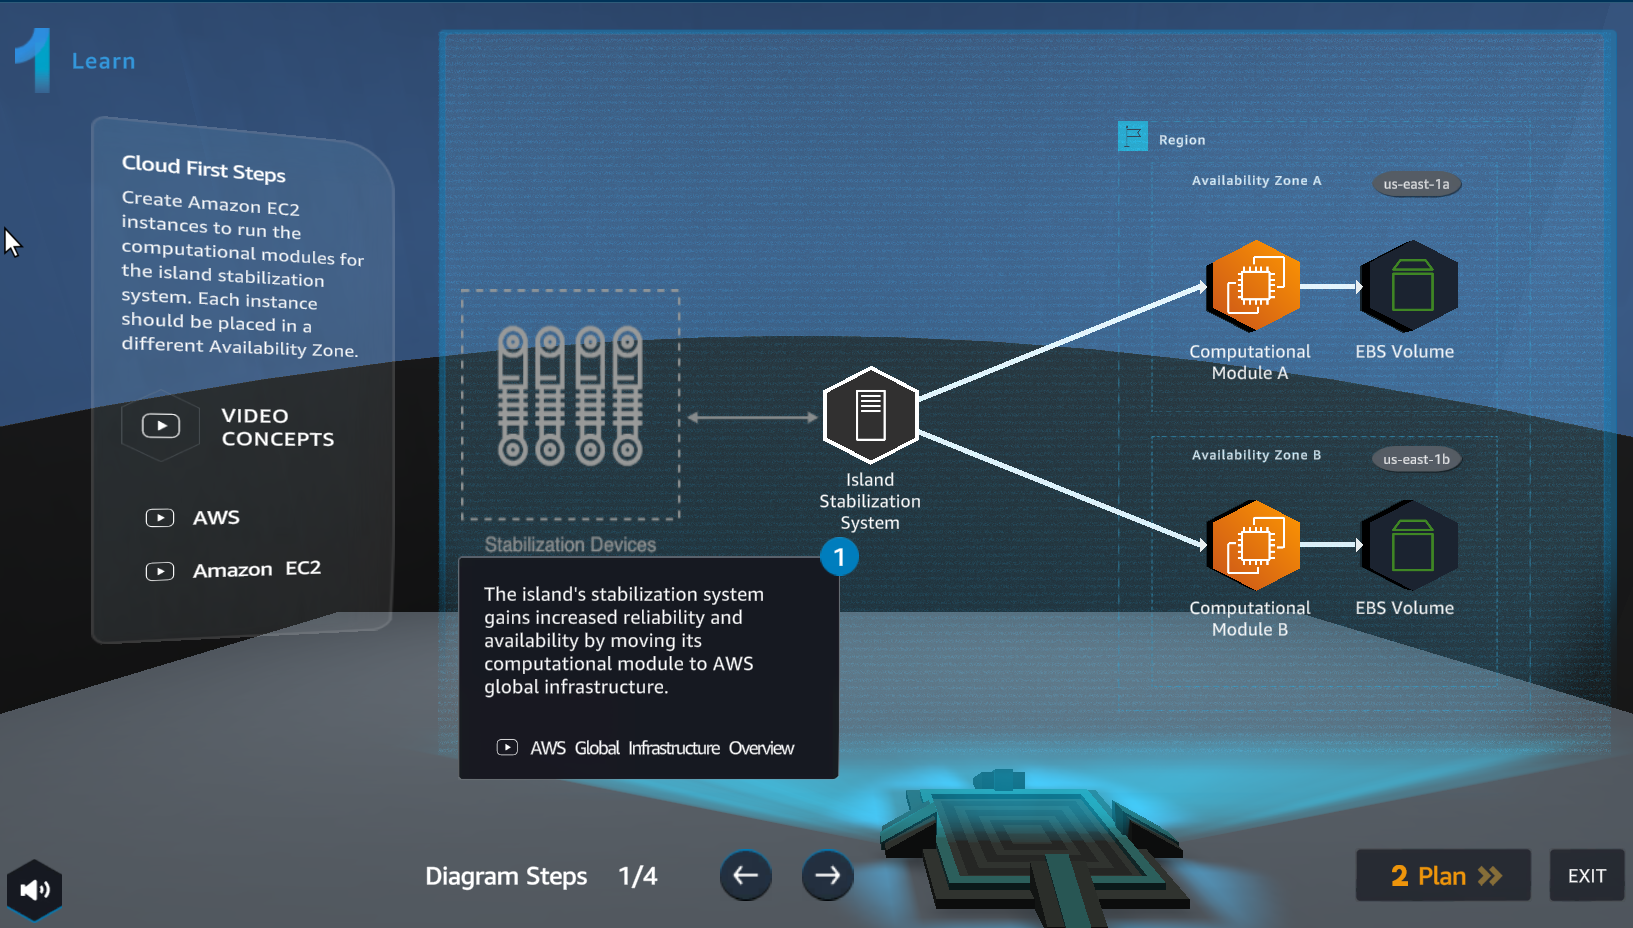 1 Learn
Cloud First Steps
Create Amazon EC2
instances to run the
computational modules for
the island stabilization
system. Each instance
should be placed in a
different Availability Zone.
VIDEO
CONCEPTS
AWS
Amazon EC2
Stabilization Devices
Island
Stabilization
System
Region
Availability Zone A
us-east-1a
Computational
Module A
EBS Volume
Availability Zone B
us-east-1b
Computational
Module B
EBS Volume
1
The island's stabilization system
gains increased reliability and
availability by moving its
computational module to AWS
global infrastructure.
AWS Global Infrastructure Overview
Diagram Steps 1/4
2 Plan
EXIT